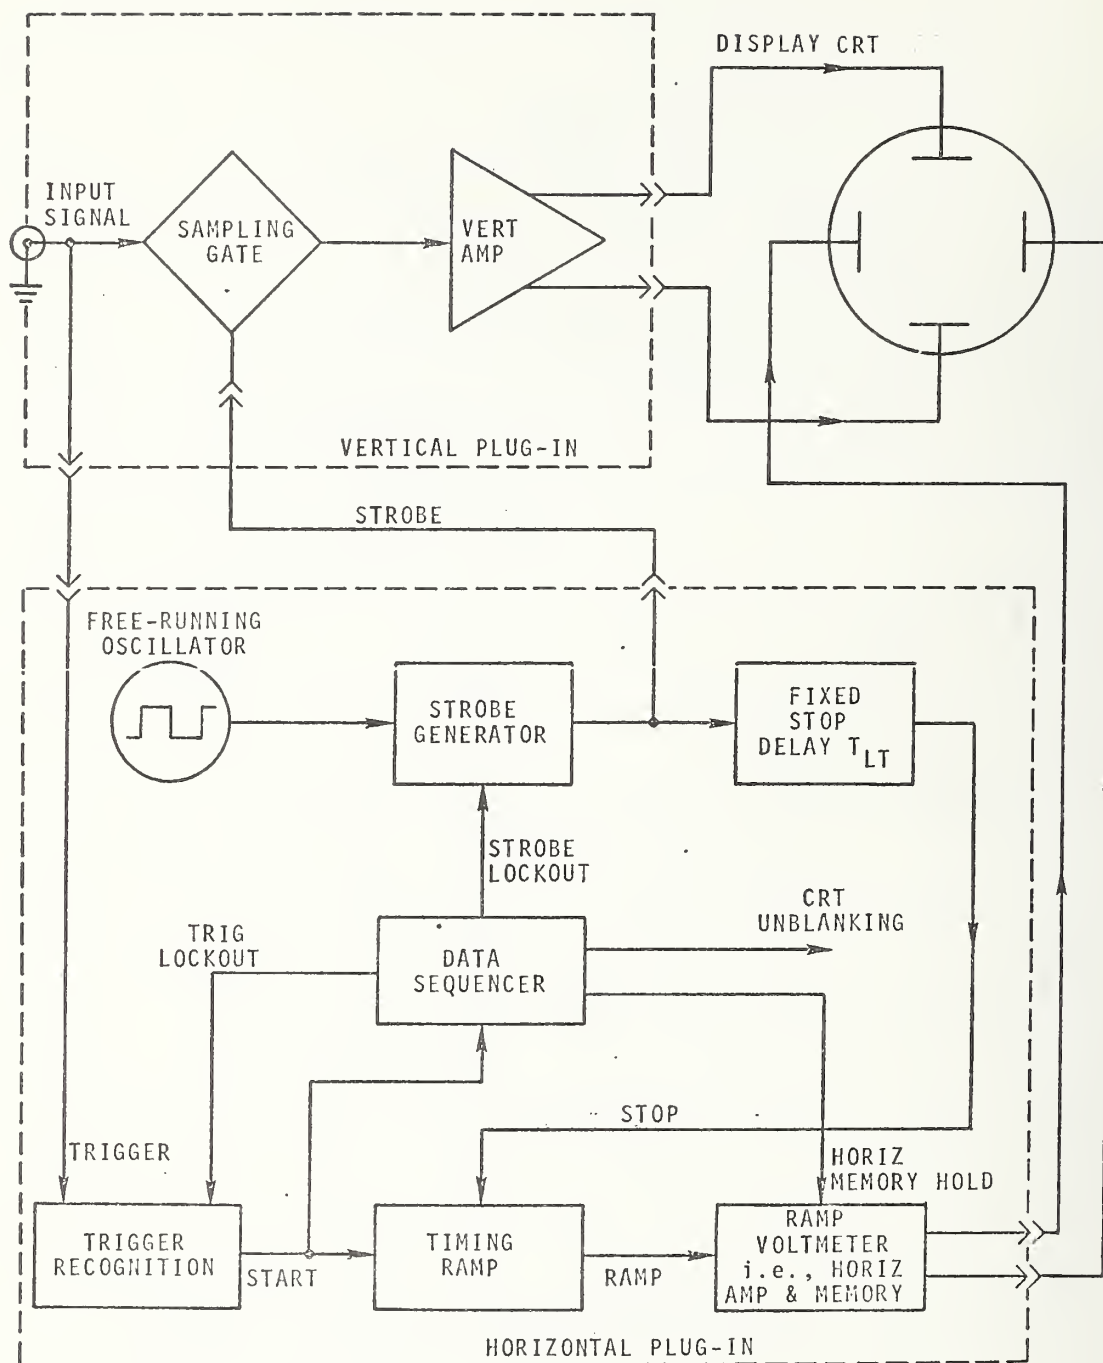 DISPLAY CRT
INPUT
SIGNAL
SAMPLING
GATE
VERT
AMP
VERTICAL PLUG-IN
STROBE
FREE-RUNNING
OSCILLATOR
STROBE
GENERATOR
FIXED
STOP
DELAY T_LT
STROBE
LOCKOUT
CRT
UNBLANKING
TRIG
LOCKOUT
DATA
SEQUENCER
STOP
TRIGGER
HORIZ
MEMORY HOLD
TRIGGER
RECOGNITION
START
TIMING
RAMP
RAMP
RAMP
VOLTMETER
i.e., HORIZ
AMP & MEMORY
HORIZONTAL PLUG-IN